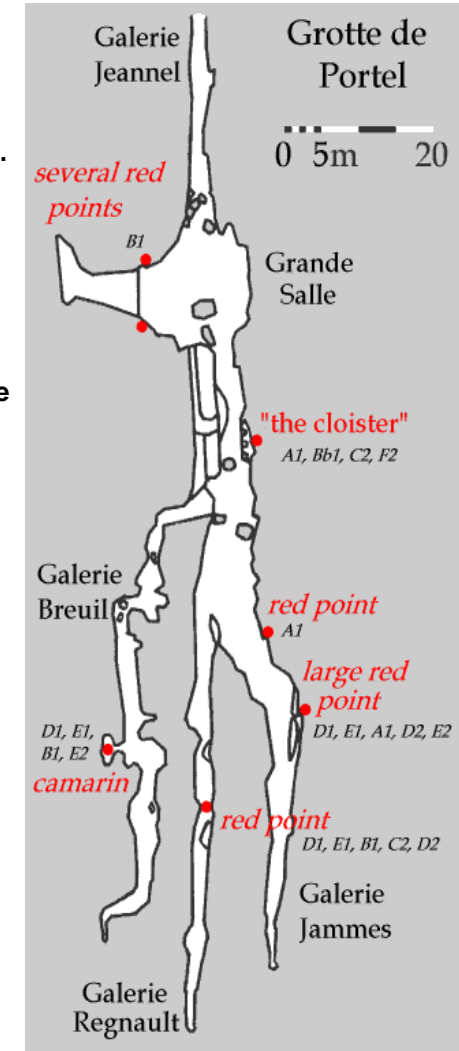 Galerie
Jeannel
Grotte de
Portel
0 5m 20
.
several red
points
B1
Grande
Salle
e
"the cloister"
A1, Bb1, C2, F2
Galerie
Breuil
red point
A1
large red
point
D1, E1, A1, D2, E2
D1, E1,
B1, E2
camarin
red point
D1, E1, B1, C2, D2
Galerie
Jammes
Galerie
Regnault